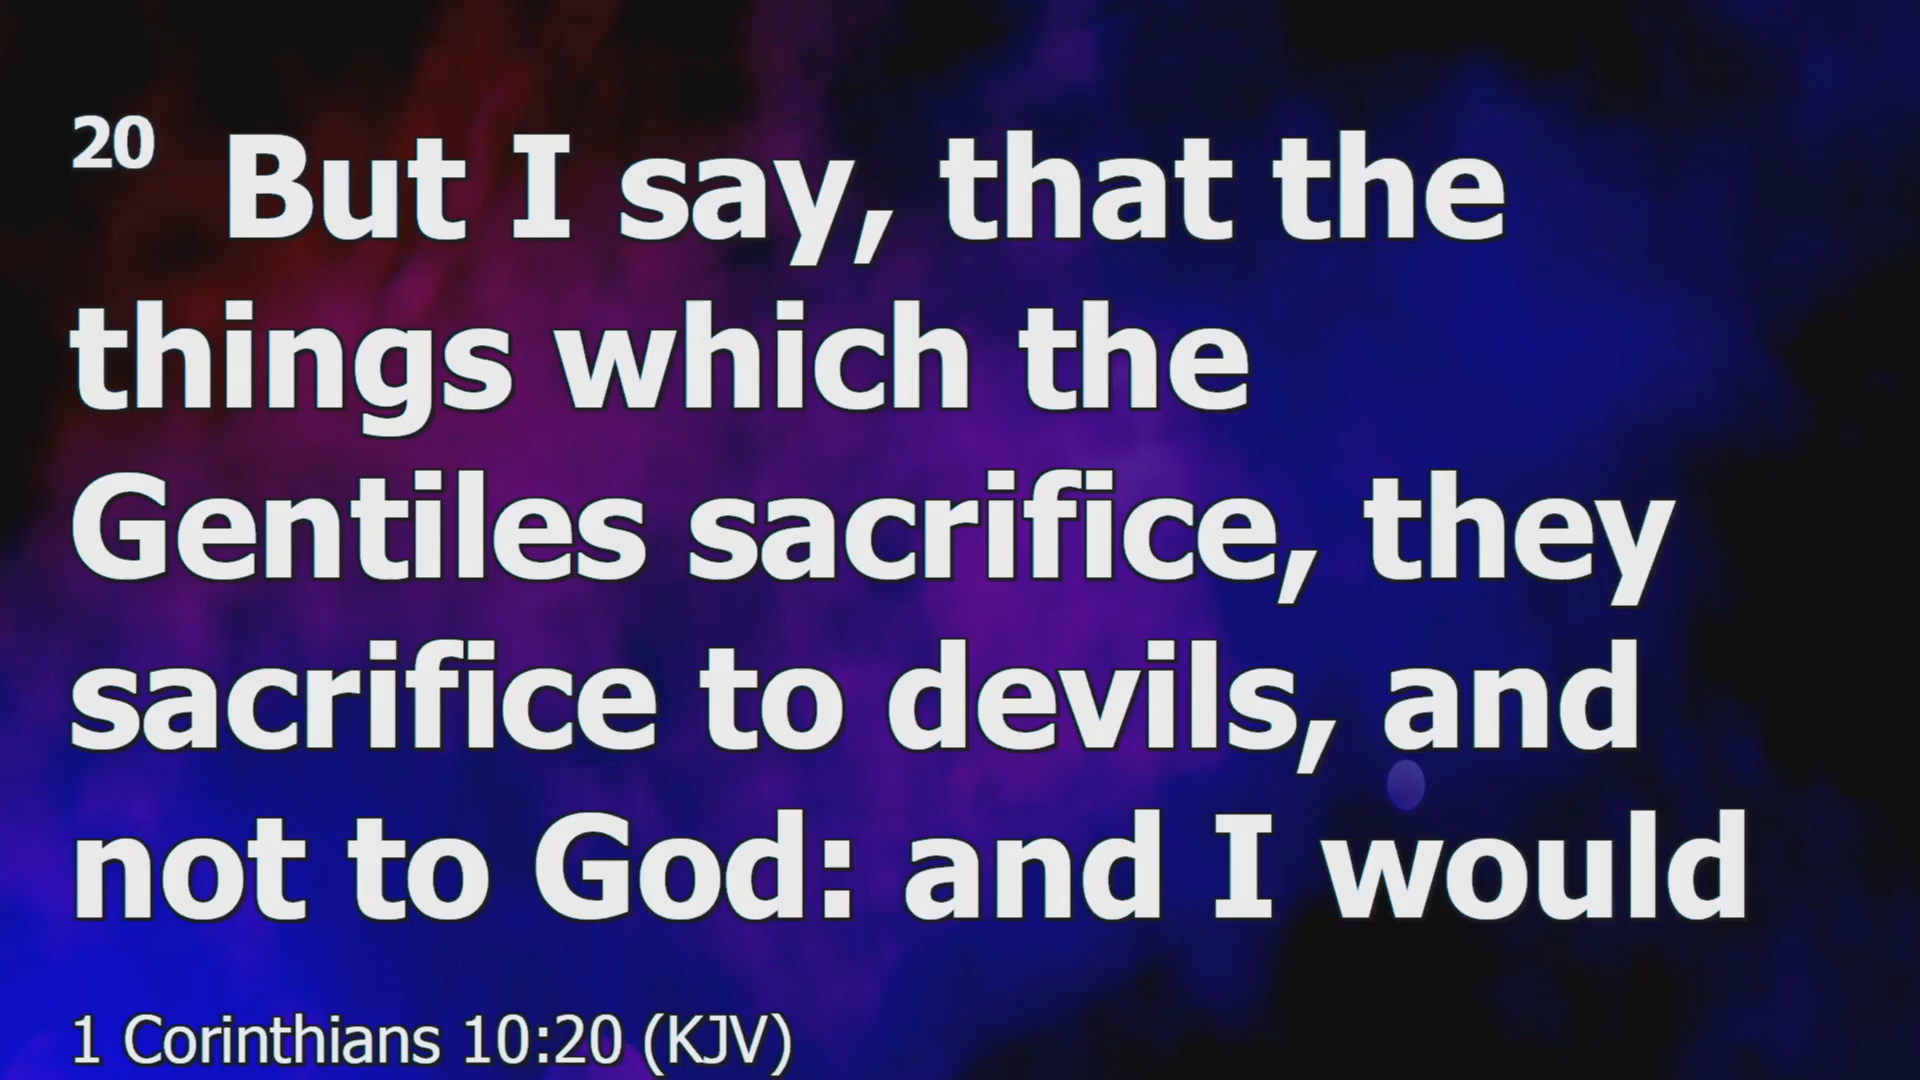 20 But I say, that the
things which the
Gentiles sacrifice, they
sacrifice to devils, and
not to God: and I would
1 Corinthians 10:20 (KJV)